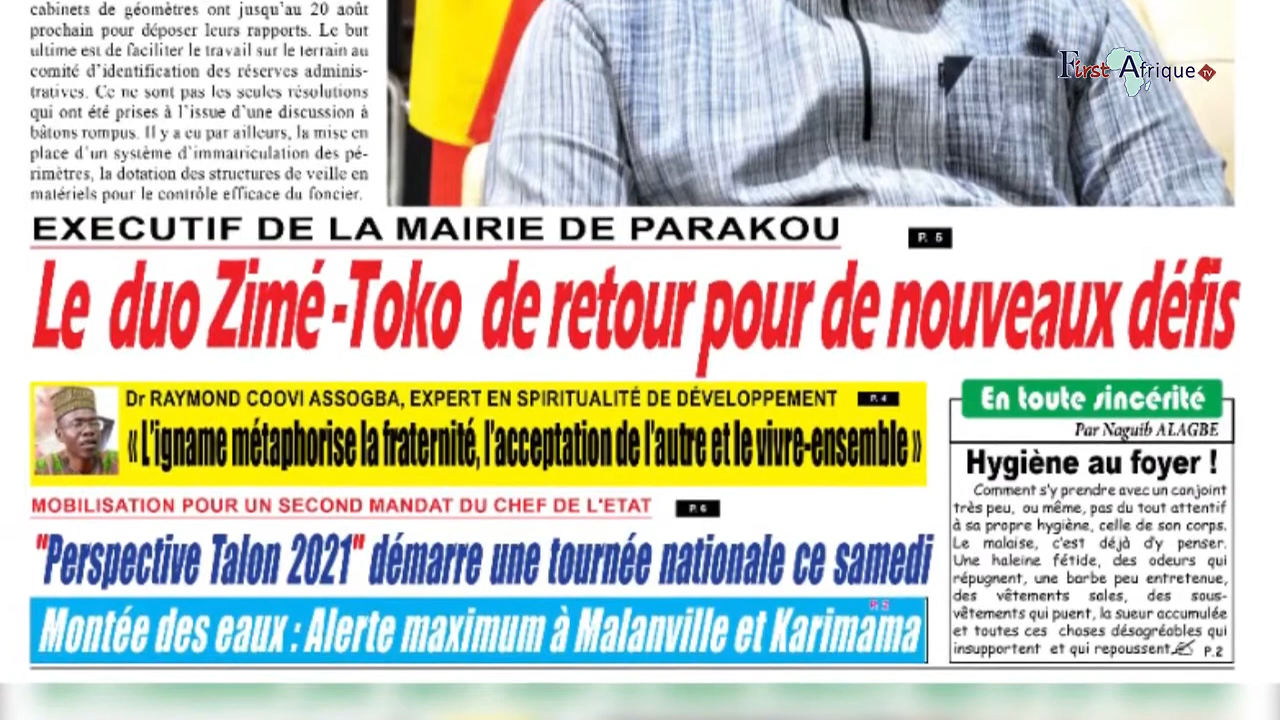 cabinets de géomètres ont jusqu'au 20 août
prochain pour déposer leurs rapports. Le but
ultime est de faciliter le travail sur le terrain au
comité d'identification des réserves adminis-
tratives. Ce ne sont pas les seules résolutions
qui ont été prises à l'issue d'une discussion à
bâtons rompus. Il y a eu par ailleurs, la mise en
place d'un système d'immatriculation des pé-
rimètres, la dotation des structures de veille en
matériels pour le contrôle efficace du foncier.
First Afrique TV
EXECUTIF DE LA MAIRIE DE PARAKOU
P. 5
Le duo Zimé -Toko de retour pour de nouveaux défis
Dr RAYMOND COOVI ASSOGBA, EXPERT EN SPIRITUALITÉ DE DÉVELOPPEMENT
P. 4
« L'igname métaphorise la fraternité, l'acceptation de l'autre et le vivre-ensemble »
MOBILISATION POUR UN SECOND MANDAT DU CHEF DE L'ETAT
P. 6
"Perspective Talon 2021" démarre une tournée nationale ce samedi
P. 2
Montée des eaux : Alerte maximum à Malanville et Karimama
En toute sincérité
Par Naguib ALAGBE
Hygiène au foyer !
Comment s'y prendre avec un conjoint
très peu, ou même, pas du tout attentif
à sa propre hygiène, celle de son corps.
Le malaise, c'est déjà d'y penser.
Une haleine fétide, des odeurs qui
répugnent, une barbe peu entretenue,
des vêtements sales, des sous-
vêtements qui puent, la sueur accumulée
et toutes ces choses désagréables qui
insupportent et qui repoussent P.2